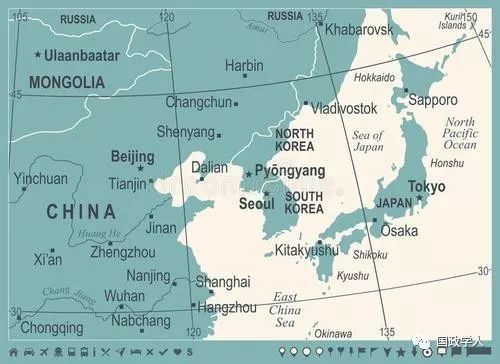 105
RUSSIA
120
RUSSIA
135
Kuril
Islands
150
Amur
Khabarovsk
45
Ulaanbaatar
Harbin
Hokkaido
MONGOLIA
45
Changchun
Vladivostok
Sapporo
Shenyang
NORTH
KOREA
Sea of
Japan
North
Pacific
Ocean
Beijing
Dalian
Pyŏngyang
Honshu
Yinchuan
Tianjin
Seoul
SOUTH
KOREA
Tokyo
JAPAN
CHINA
Jinan
Ōsaka
Huang He
Zhengzhou
Kitakyushu
Shikoku
Xi'an
Kyushu
Nanjing
Shanghai
30
30
Chang Jiang
Wuhan
Hangzhou
East
China
Sea
Chongqing
Nabchang
120
Okinawa
135
国政学人